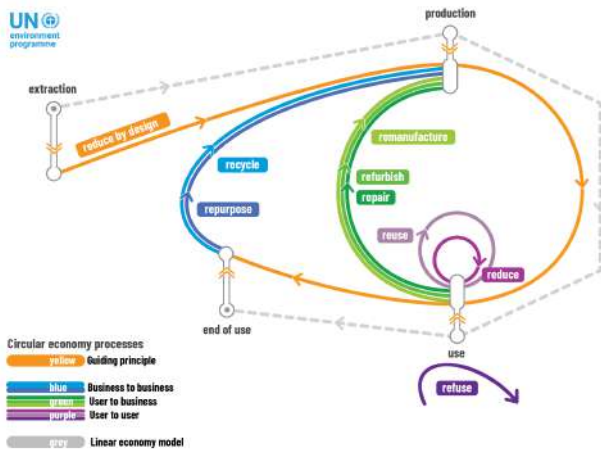 UN
environment
programme
production
extraction
reduce by design
remanufacture
recycle
refurbish
repair
repurpose
reuse
reduce
end of use
use
refuse
Circular economy processes
yellow Guiding principle
blue Business to business
green User to business
purple User to user
grey Linear economy model